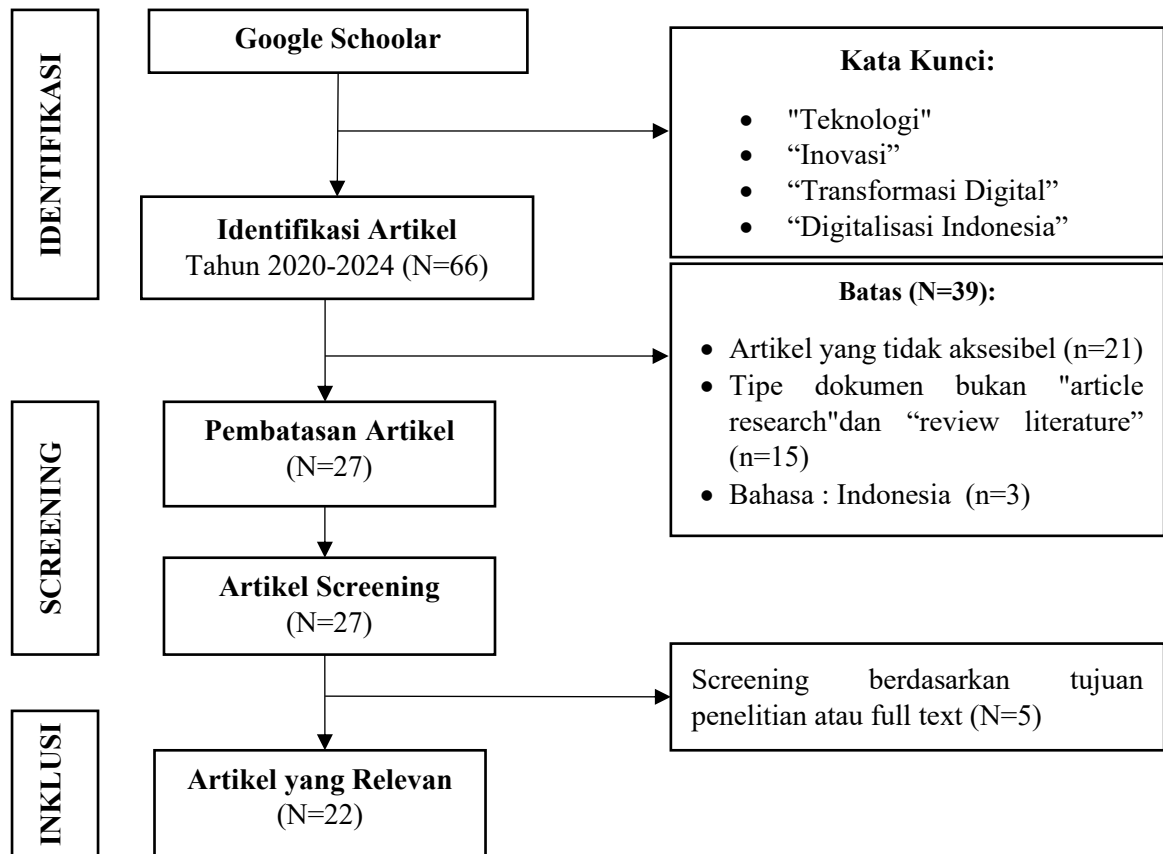 IDENTIFIKASI
Google Schoolar
Kata Kunci:
• "Teknologi"
• “Inovasi”
• “Transformasi Digital”
• “Digitalisasi Indonesia”
Identifikasi Artikel
Tahun 2020-2024 (N=66)
Batas (N=39):
• Artikel yang tidak aksesibel (n=21)
• Tipe dokumen bukan "article
research"dan “review literature”
(n=15)
• Bahasa : Indonesia (n=3)
SCREENING
Pembatasan Artikel
(N=27)
Artikel Screening
(N=27)
Screening berdasarkan tujuan
penelitian atau full text (N=5)
INKLUSI
Artikel yang Relevan
(N=22)